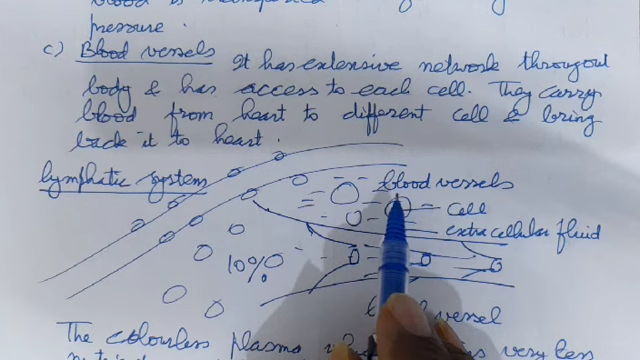 pressure.
c) Blood vessels It has extensive network througout
body & has access to each cell. They carry
blood from heart to different cell & bring
back it to heart.
lymphatic system
blood vessels
cell
extracellular fluid
10%
vessel
The colourless plasma very less